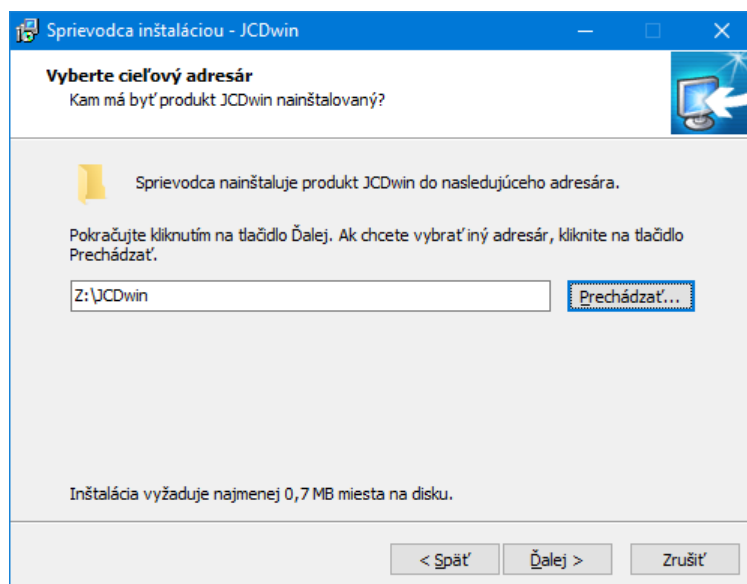 Sprievodca inštaláciou - JCDwin
Vyberte cieľový adresár
Kam má byť produkt JCDwin nainštalovaný?
Sprievodca nainštaluje produkt JCDwin do nasledujúceho adresára.
Pokračujte kliknutím na tlačidlo Ďalej. Ak chcete vybrať iný adresár, kliknite na tlačidlo
Prechádzať.
Z:\JCDwin
Prechádzať...
Inštalácia vyžaduje najmenej 0,7 MB miesta na disku.
< Späť
Ďalej >
Zrušiť